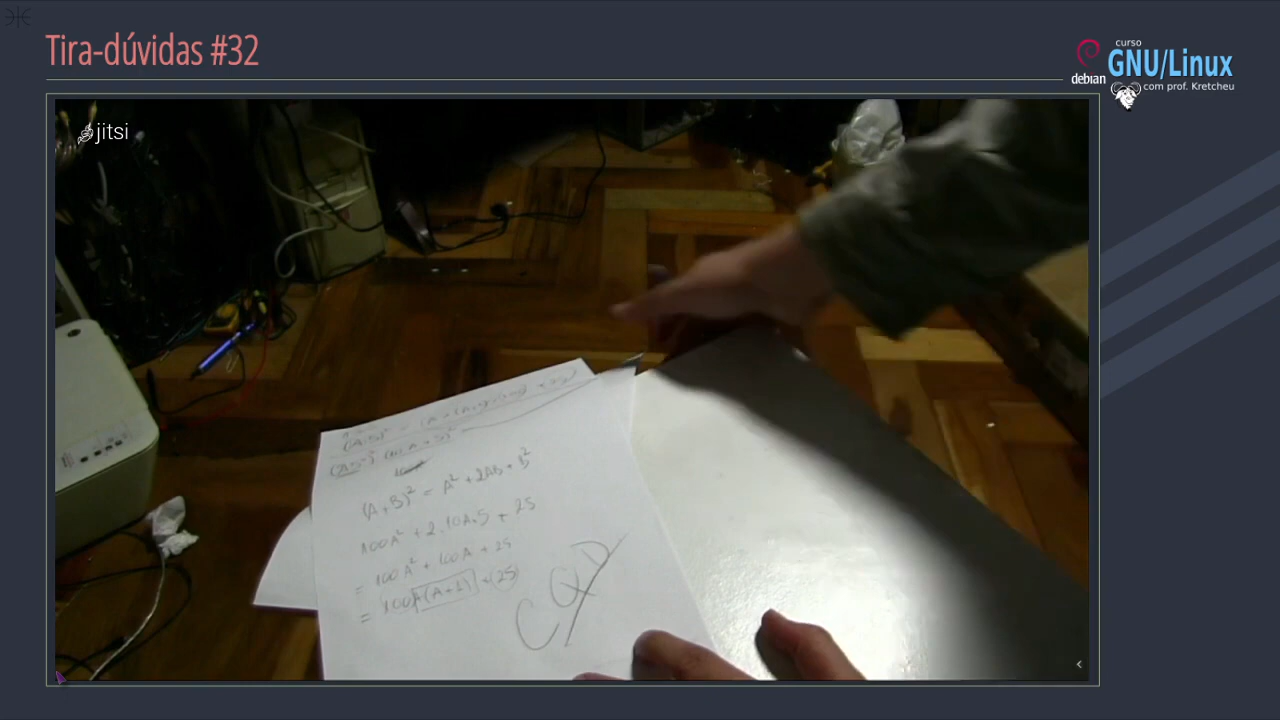 Tira-dúvidas #32
curso
GNU/Linux
debian
com prof. Kretcheu
jitsi
(A+B)² = A² + 2AB + B²
100A² + 2.10A.5 + 25
= 100A² + 100A + 25
= 100A(A+1) + 25
CQD